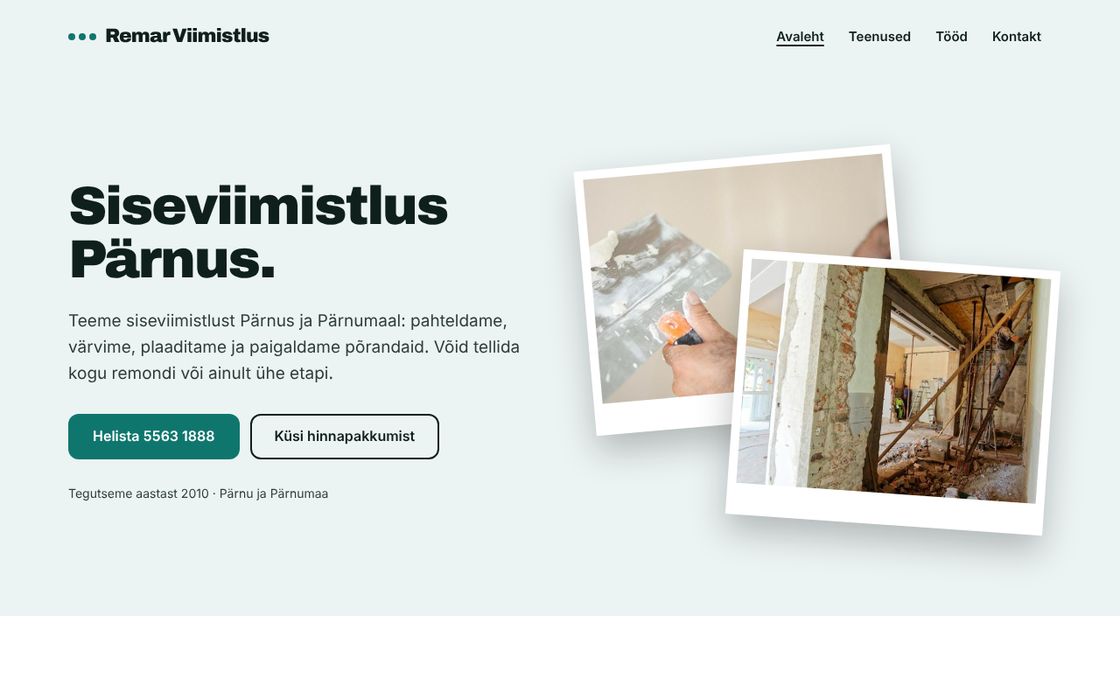 Remar Viimistlus
Avaleht Teenused Tööd Kontakt
Siseviimistlus
Pärnus.
Teeme siseviimistlust Pärnus ja Pärnumaal: pahteldame,
värvime, plaaditame ja paigaldame põrandaid. Võid tellida
kogu remondi või ainult ühe etapi.
Helista 5563 1888
Küsi hinnapakkumist
Tegutseme aastast 2010 · Pärnu ja Pärnumaa